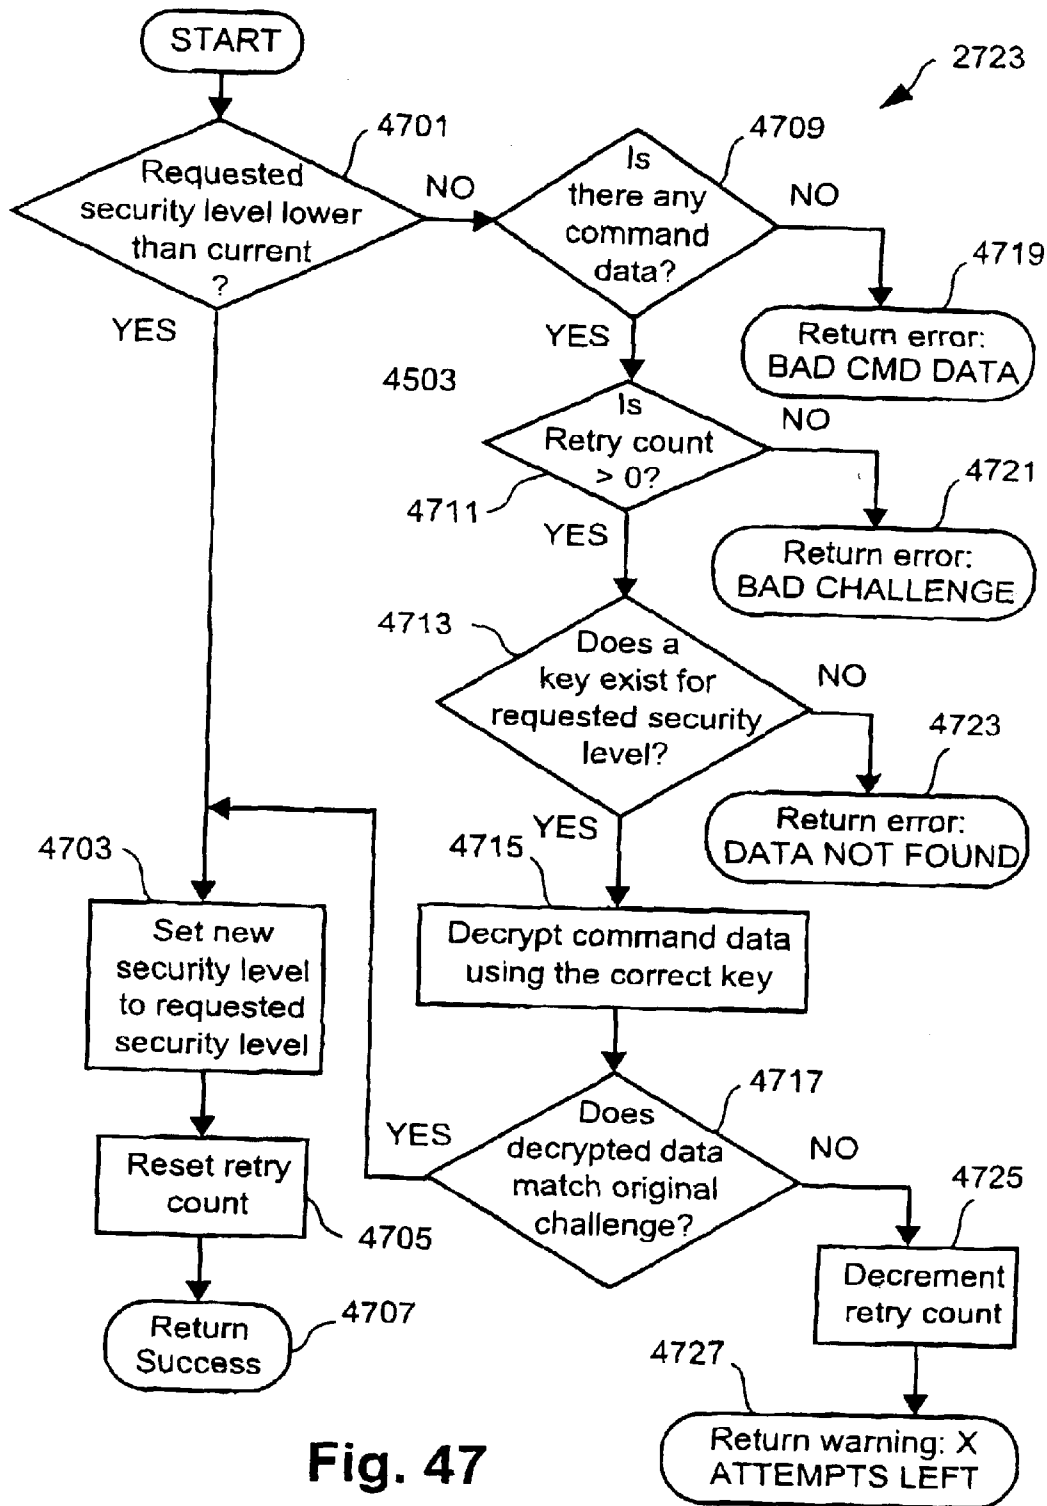 START
2723
4701
Requested
security level lower
than current
?
NO
YES
4709
Is
there any
command
data?
NO
YES
4719
Return error:
BAD CMD DATA
4503
Is
Retry count
> 0?
4711
NO
YES
4721
Return error:
BAD CHALLENGE
4713
Does a
key exist for
requested security
level?
NO
YES
4723
Return error:
DATA NOT FOUND
4703
Set new
security level
to requested
security level
4715
Decrypt command data
using the correct key
4717
Does
decrypted data
match original
challenge?
YES
NO
Reset retry
count
4705
4725
Decrement
retry count
Return
Success
4707
4727
Return warning: X
ATTEMPTS LEFT
Fig. 47